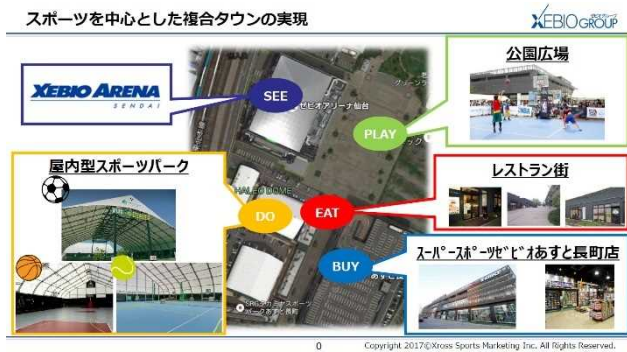 スポーツを中心とした複合タウンの実現
XEBIO GROUP
公園広場
XEBIO ARENA
SENDAI
SEE
ゼビオアリーナ仙台
PLAY
屋内型スポーツパーク
レストラン街
HALEO DOME
DO
EAT
BUY
スーパースポーツゼビオあすと長町店
0
Copyright 2017©Xross Sports Marketing Inc. All Rights Reserved.